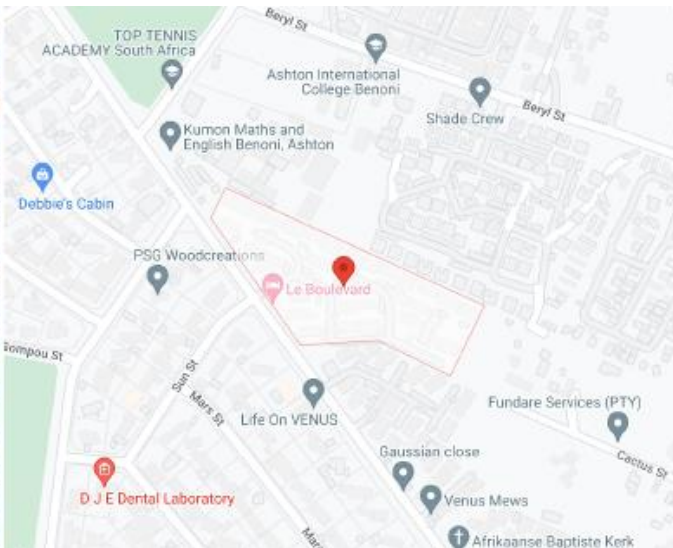 Beryl St
TOP TENNIS
ACADEMY South Africa
Ashton International
College Benoni
Shade Crew
Beryl St
Kumon Maths and
English Benoni, Ashton
Debbie's Cabin
PSG Woodcreations
Le Boulevard
Gompou St
Sun St
Mars St
Life On VENUS
Fundare Services (PTY)
Gaussian close
Cactus St
D J E Dental Laboratory
Venus Mews
Afrikaanse Baptiste Kerk